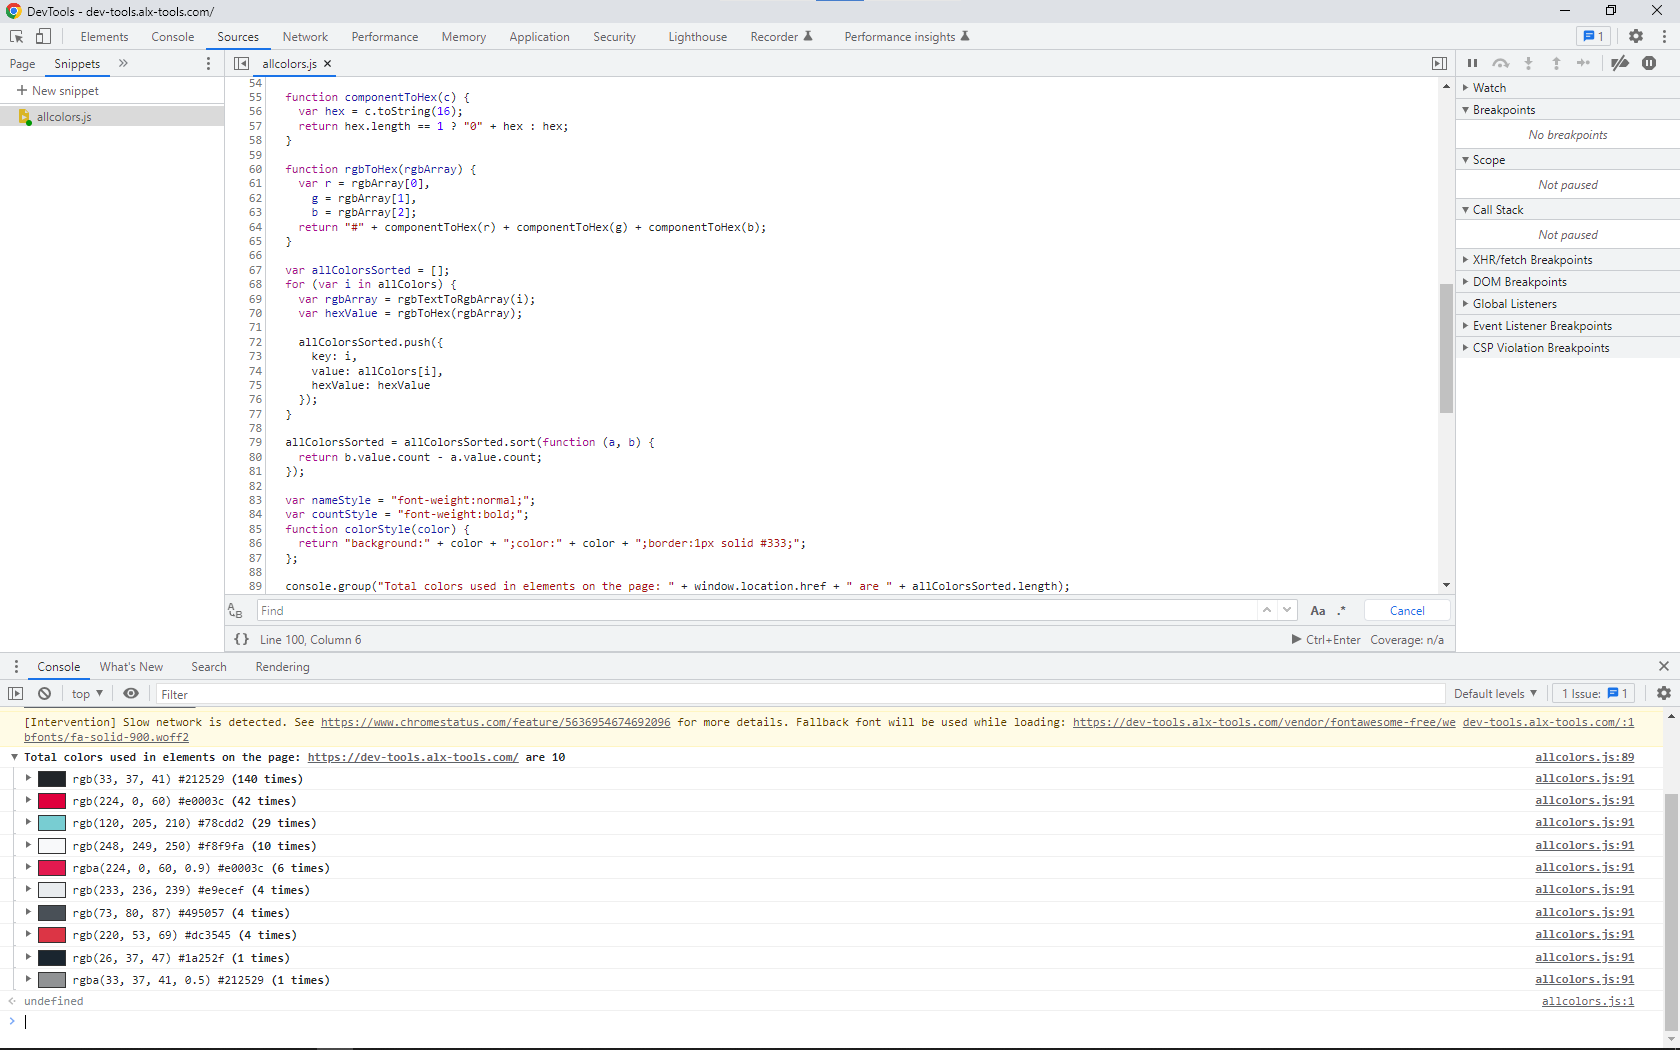 DevTools - dev-tools.alx-tools.com/
Elements Console Sources Network Performance Memory Application Security Lighthouse Recorder Performance insights 1
Page Snippets »
allcolors.js ×
+ New snippet
allcolors.js
54
55 function componentToHex(c) {
56 var hex = c.toString(16);
57 return hex.length == 1 ? "0" + hex : hex;
58 }
59
60 function rgbToHex(rgbArray) {
61 var r = rgbArray[0],
62 g = rgbArray[1],
63 b = rgbArray[2];
64 return "#" + componentToHex(r) + componentToHex(g) + componentToHex(b);
65 }
66
67 var allColorsSorted = [];
68 for (var i in allColors) {
69 var rgbArray = rgbTextToRgbArray(i);
70 var hexValue = rgbToHex(rgbArray);
71
72 allColorsSorted.push({
73 key: i,
74 value: allColors[i],
75 hexValue: hexValue
76 });
77 }
78
79 allColorsSorted = allColorsSorted.sort(function (a, b) {
80 return b.value.count - a.value.count;
81 });
82
83 var nameStyle = "font-weight:normal;";
84 var countStyle = "font-weight:bold;";
85 function colorStyle(color) {
86 return "background:" + color + ";color:" + color + ";border:1px solid #333;";
87 };
88
89 console.group("Total colors used in elements on the page: " + window.location.href + " are " + allColorsSorted.length);
Watch
Breakpoints
No breakpoints
Scope
Not paused
Call Stack
Not paused
XHR/fetch Breakpoints
DOM Breakpoints
Global Listeners
Event Listener Breakpoints
CSP Violation Breakpoints
Find Aa .* Cancel
{} Line 100, Column 6 Ctrl+Enter Coverage: n/a
Console What's New Search Rendering
top Filter Default levels 1 Issue: 1
[Intervention] Slow network is detected. See https://www.chromestatus.com/feature/5636954674692096 for more details. Fallback font will be used while loading: https://dev-tools.alx-tools.com/vendor/fontawesome-free/we dev-tools.alx-tools.com/:1
bfonts/fa-solid-900.woff2
Total colors used in elements on the page: https://dev-tools.alx-tools.com/ are 10 allcolors.js:89
rgb(33, 37, 41) #212529 (140 times) allcolors.js:91
rgb(224, 0, 60) #e0003c (42 times) allcolors.js:91
rgb(120, 205, 210) #78cdd2 (29 times) allcolors.js:91
rgb(248, 249, 250) #f8f9fa (10 times) allcolors.js:91
rgba(224, 0, 60, 0.9) #e0003c (6 times) allcolors.js:91
rgb(233, 236, 239) #e9ecef (4 times) allcolors.js:91
rgb(73, 80, 87) #495057 (4 times) allcolors.js:91
rgb(220, 53, 69) #dc3545 (4 times) allcolors.js:91
rgb(26, 37, 47) #1a252f (1 times) allcolors.js:91
rgba(33, 37, 41, 0.5) #212529 (1 times) allcolors.js:91
undefined allcolors.js:1